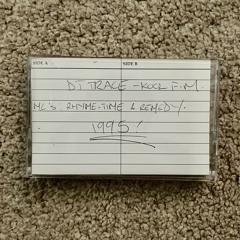 SIDE A SIDE B
DJ TRACE - KOOL F.M.
MC's RHYME-TIME & REMEDY.
1995!